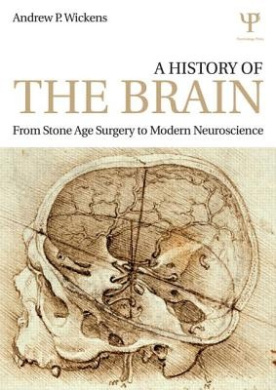 Andrew P. Wickens
A HISTORY OF
THE BRAIN
From Stone Age Surgery to Modern Neuroscience